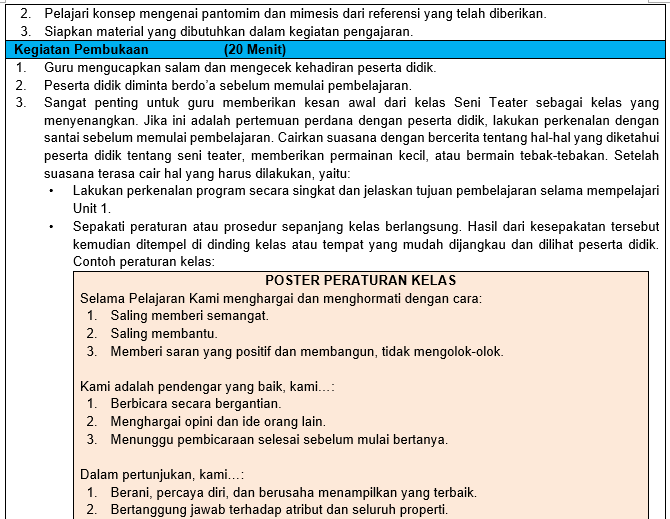 2. Pelajari konsep mengenai pantomim dan mimesis dari referensi yang telah diberikan.
3. Siapkan material yang dibutuhkan dalam kegiatan pengajaran.
Kegiatan Pembukaan (20 Menit)
1. Guru mengucapkan salam dan mengecek kehadiran peserta didik.
2. Peserta didik diminta berdo’a sebelum memulai pembelajaran.
3. Sangat penting untuk guru memberikan kesan awal dari kelas Seni Teater sebagai kelas yang
menyenangkan. Jika ini adalah pertemuan perdana dengan peserta didik, lakukan perkenalan dengan
santai sebelum memulai pembelajaran. Cairkan suasana dengan bercerita tentang hal-hal yang diketahui
peserta didik tentang seni teater, memberikan permainan kecil, atau bermain tebak-tebakan. Setelah
suasana terasa cair hal yang harus dilakukan, yaitu:
• Lakukan perkenalan program secara singkat dan jelaskan tujuan pembelajaran selama mempelajari
Unit 1.
• Sepakati peraturan atau prosedur sepanjang kelas berlangsung. Hasil dari kesepakatan tersebut
kemudian ditempel di dinding kelas atau tempat yang mudah dijangkau dan dilihat peserta didik.
Contoh peraturan kelas:
POSTER PERATURAN KELAS
Selama Pelajaran Kami menghargai dan menghormati dengan cara:
1. Saling memberi semangat.
2. Saling membantu.
3. Memberi saran yang positif dan membangun, tidak mengolok-olok.
Kami adalah pendengar yang baik, kami…:
1. Berbicara secara bergantian.
2. Menghargai opini dan ide orang lain.
3. Menunggu pembicaraan selesai sebelum mulai bertanya.
Dalam pertunjukan, kami…:
1. Berani, percaya diri, dan berusaha menampilkan yang terbaik.
2. Bertanggung jawab terhadap atribut dan seluruh properti.